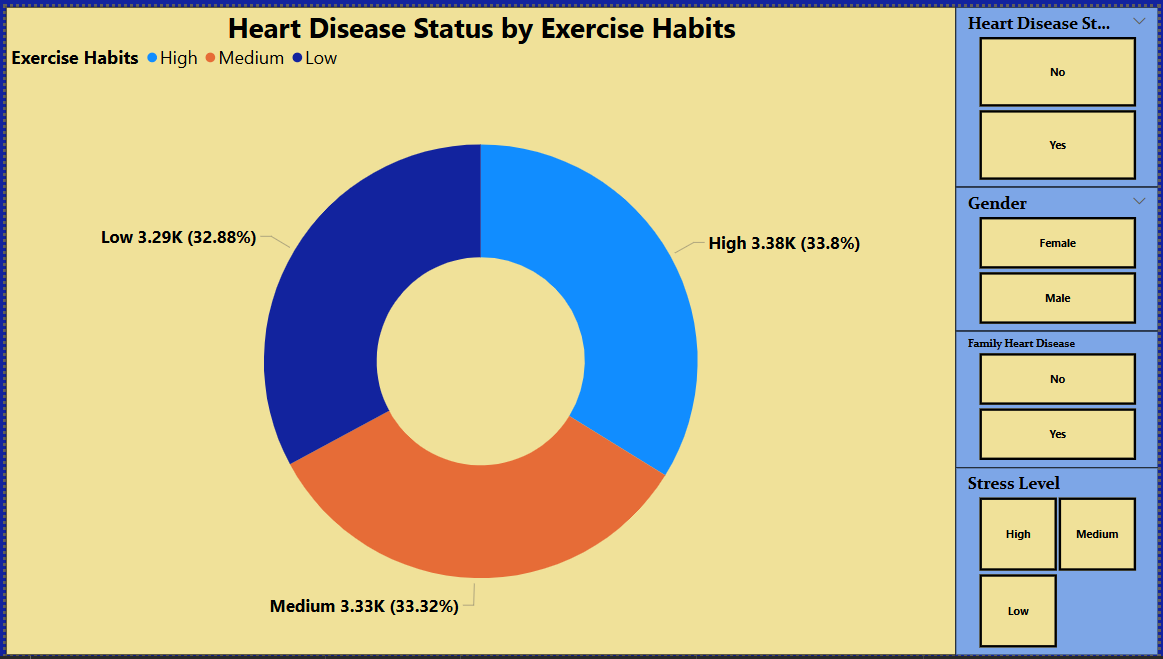 Heart Disease Status by Exercise Habits
Exercise Habits High Medium Low
Low 3.29K (32.88%)
High 3.38K (33.8%)
Medium 3.33K (33.32%)
Heart Disease St...
No
Yes
Gender
Female
Male
Family Heart Disease
No
Yes
Stress Level
High Medium
Low